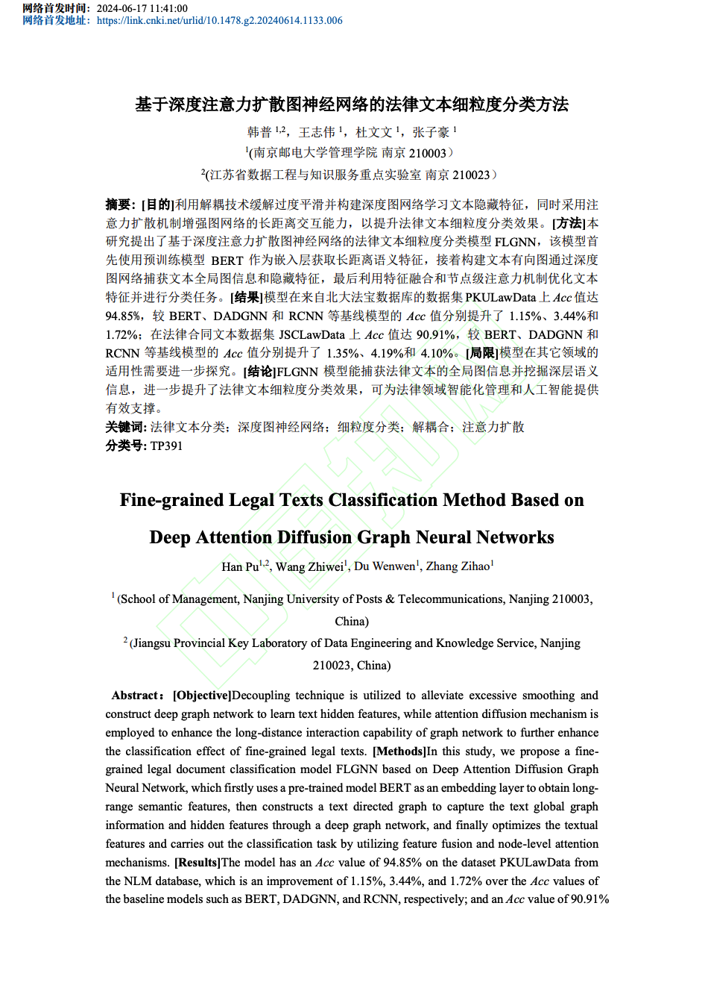 网络首发时间：2024-06-17 11:41:00
网络首发地址：https://link.cnki.net/urlid/10.1478.g2.20240614.1133.006
基于深度注意力扩散图神经网络的法律文本细粒度分类方法
韩普 1,2，王志伟 1，杜文文 1，张子豪 1
1(南京邮电大学管理学院 南京 210003）
2(江苏省数据工程与知识服务重点实验室 南京 210023）
摘要：[目的]利用解耦技术缓解过度平滑并构建深度图网络学习文本隐藏特征，同时采用注
意力扩散机制增强图网络的长距离交互能力，以提升法律文本细粒度分类效果。[方法]本
研究提出了基于深度注意力扩散图神经网络的法律文本细粒度分类模型 FLGNN，该模型首
先使用预训练模型 BERT 作为嵌入层获取长距离语义特征，接着构建文本有向图通过深度
图网络捕获文本全局图信息和隐藏特征，最后利用特征融合和节点级注意力机制优化文本
特征并进行分类任务。[结果]模型在来自北大法宝数据库的数据集 PKULawData 上 Acc 值达
94.85%，较 BERT、DADGNN 和 RCNN 等基线模型的 Acc 值分别提升了 1.15%、3.44%和
1.72%；在法律合同文本数据集 JSCLawData 上 Acc 值达 90.91%，较 BERT、DADGNN 和
RCNN 等基线模型的 Acc 值分别提升了 1.35%、4.19%和 4.10%。[局限]模型在其它领域的
适用性需要进一步探究。[结论]FLGNN 模型能捕获法律文本的全局图信息并挖掘深层语义
信息，进一步提升了法律文本细粒度分类效果，可为法律领域智能化管理和人工智能提供
有效支撑。
关键词: 法律文本分类；深度图神经网络；细粒度分类；解耦合；注意力扩散
分类号: TP391
Fine-grained Legal Texts Classification Method Based on
Deep Attention Diffusion Graph Neural Networks
Han Pu1,2, Wang Zhiwei1, Du Wenwen1, Zhang Zihao1
1 (School of Management, Nanjing University of Posts & Telecommunications, Nanjing 210003,
China)
2 (Jiangsu Provincial Key Laboratory of Data Engineering and Knowledge Service, Nanjing
210023, China)
Abstract：[Objective]Decoupling technique is utilized to alleviate excessive smoothing and
construct deep graph network to learn text hidden features, while attention diffusion mechanism is
employed to enhance the long-distance interaction capability of graph network to further enhance
the classification effect of fine-grained legal texts. [Methods]In this study, we propose a fine-
grained legal document classification model FLGNN based on Deep Attention Diffusion Graph
Neural Network, which firstly uses a pre-trained model BERT as an embedding layer to obtain long-
range semantic features, then constructs a text directed graph to capture the text global graph
information and hidden features through a deep graph network, and finally optimizes the textual
features and carries out the classification task by utilizing feature fusion and node-level attention
mechanisms. [Results]The model has an Acc value of 94.85% on the dataset PKULawData from
the NLM database, which is an improvement of 1.15%, 3.44%, and 1.72% over the Acc values of
the baseline models such as BERT, DADGNN, and RCNN, respectively; and an Acc value of 90.91%
中国知网